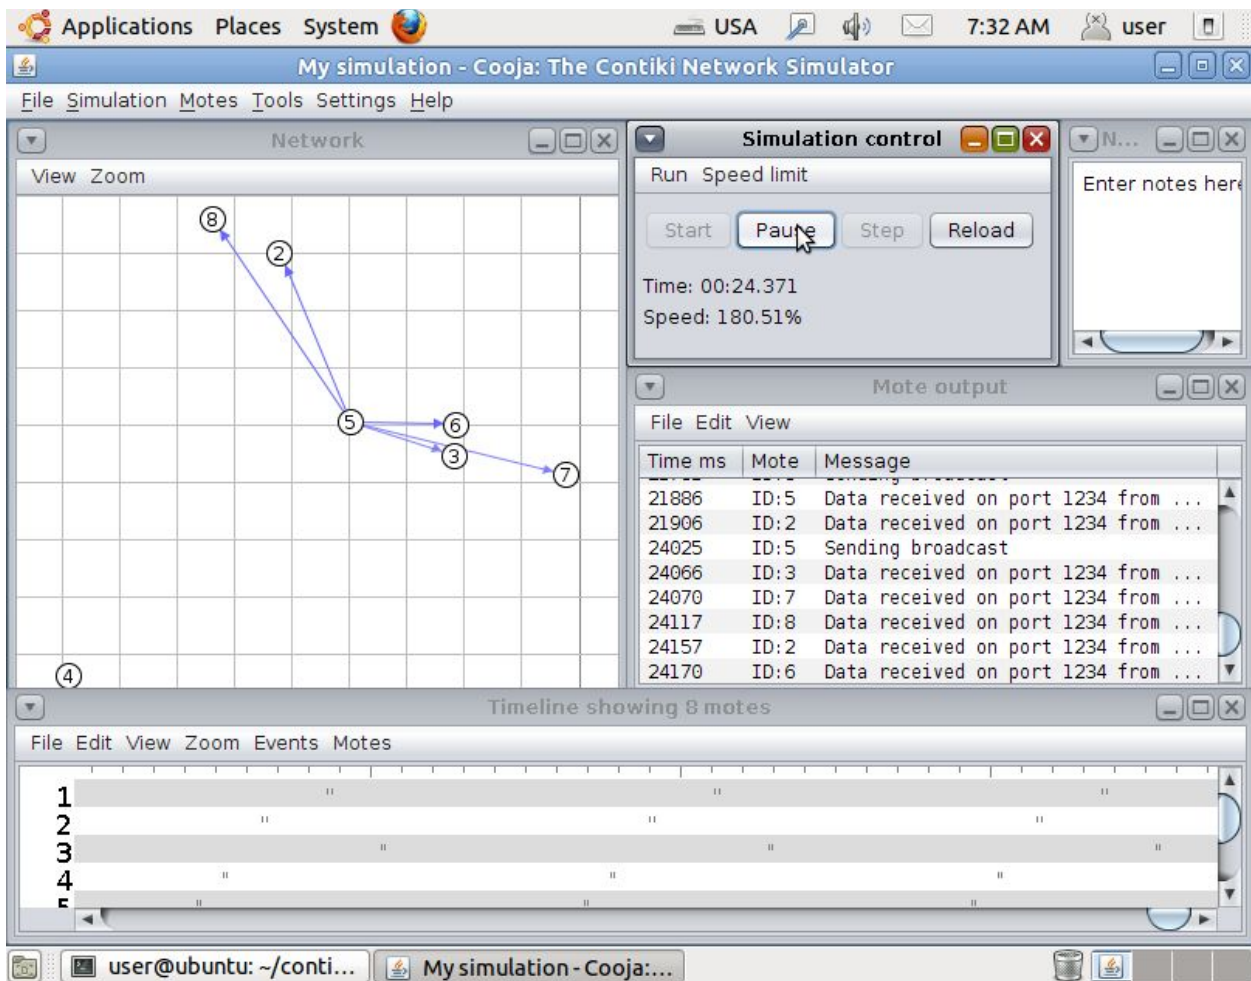 Applications Places System USA 7:32 AM user
My simulation - Cooja: The Contiki Network Simulator
File Simulation Motes Tools Settings Help
Network
View Zoom
8
2
5
6
3
7
4
Simulation control
Run Speed limit
Start Pause Step Reload
Time: 00:24.371
Speed: 180.51%
N...
Enter notes here
Mote output
File Edit View
Time ms Mote Message
21886 ID:5 Data received on port 1234 from ...
21906 ID:2 Data received on port 1234 from ...
24025 ID:5 Sending broadcast
24066 ID:3 Data received on port 1234 from ...
24070 ID:7 Data received on port 1234 from ...
24117 ID:8 Data received on port 1234 from ...
24157 ID:2 Data received on port 1234 from ...
24170 ID:6 Data received on port 1234 from ...
Timeline showing 8 motes
File Edit View Zoom Events Motes
1
2
3
4
5
user@ubuntu: ~/conti... My simulation - Cooja:...